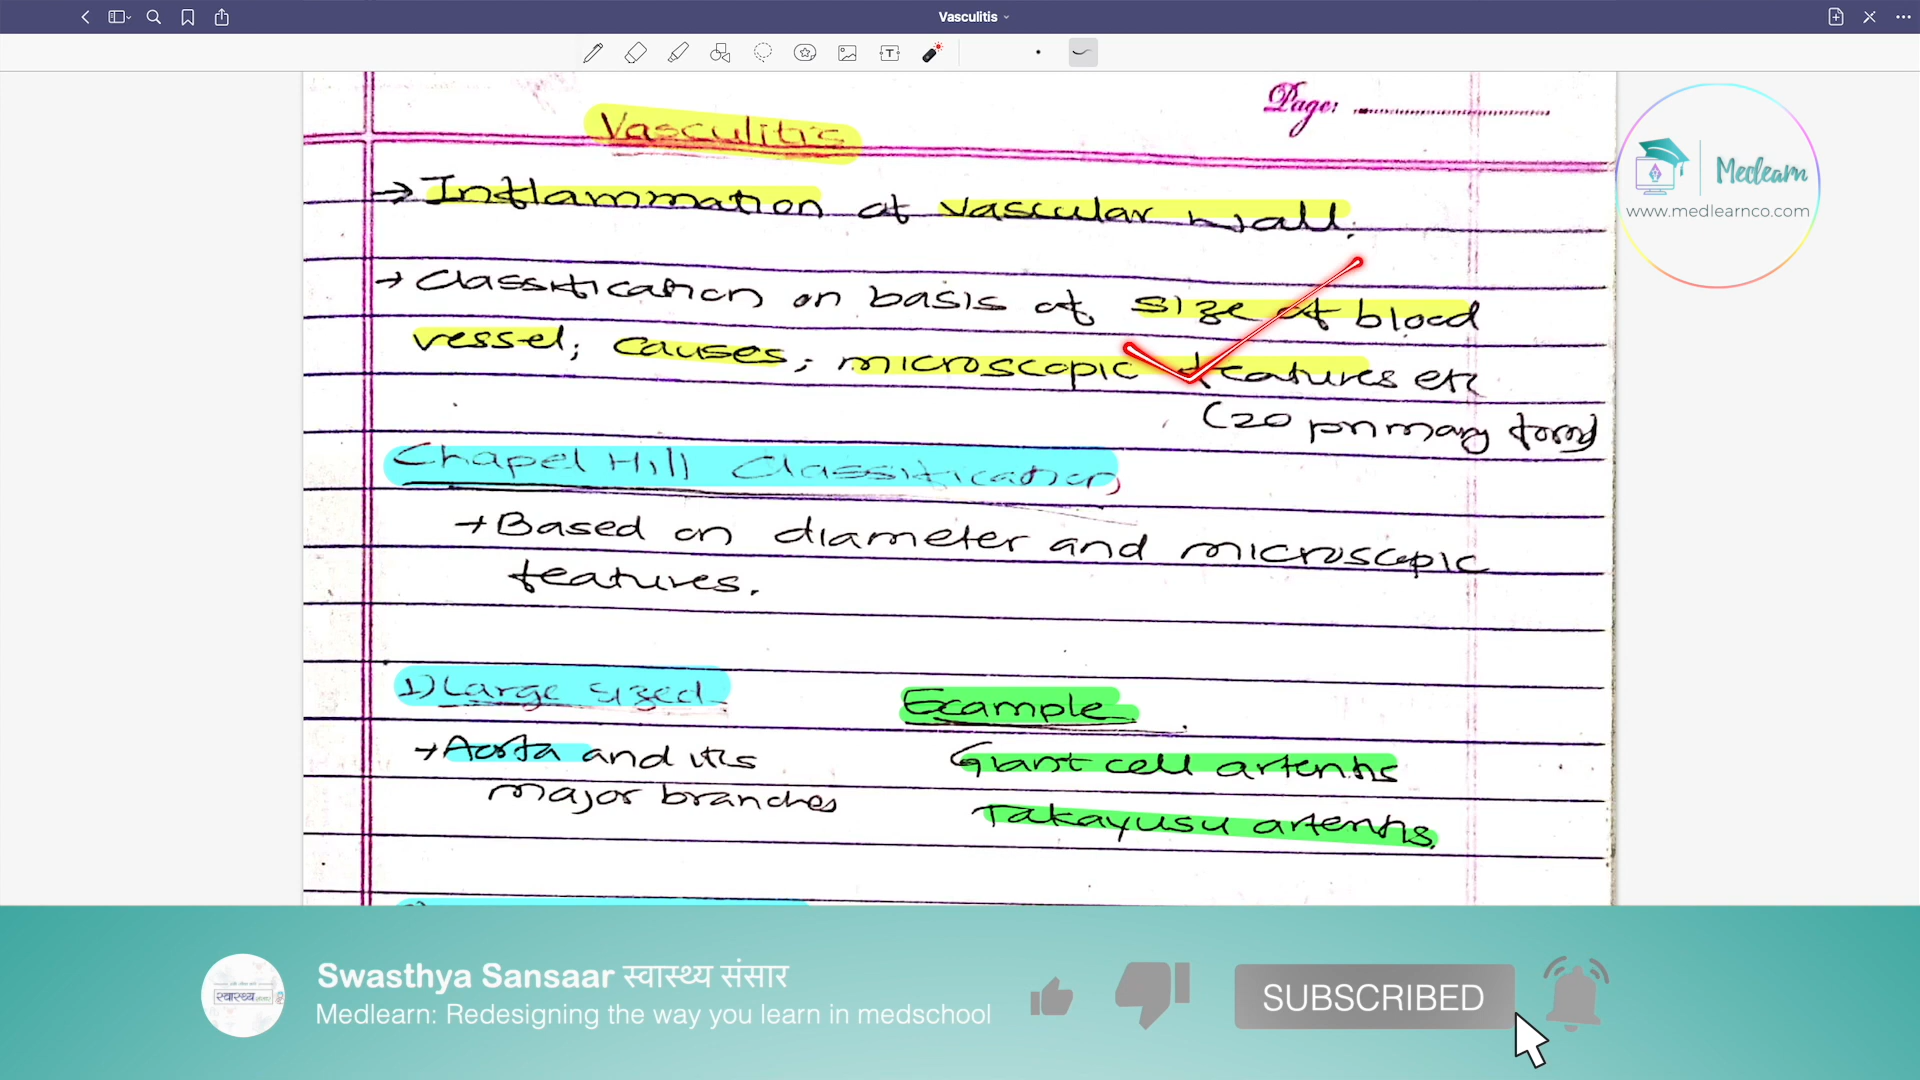 Vasculitis
Page:
Vasculitis
→ Inflammation of vascular wall.
Medlearn
www.medlearnco.com
→ Classification on basis of size of blood
vessel; causes; microscopic features etc
(20 primary forms)
Chapel Hill Classification
→ Based on diameter and microscopic
features.
1) Large sized
Example
→ Aorta and it's
major branches
Giant cell arteritis
Takayusu arteritis.
Swasthya Sansaar स्वास्थ्य संसार
Medlearn: Redesigning the way you learn in medschool
स्वास्थ्य
SUBSCRIBED